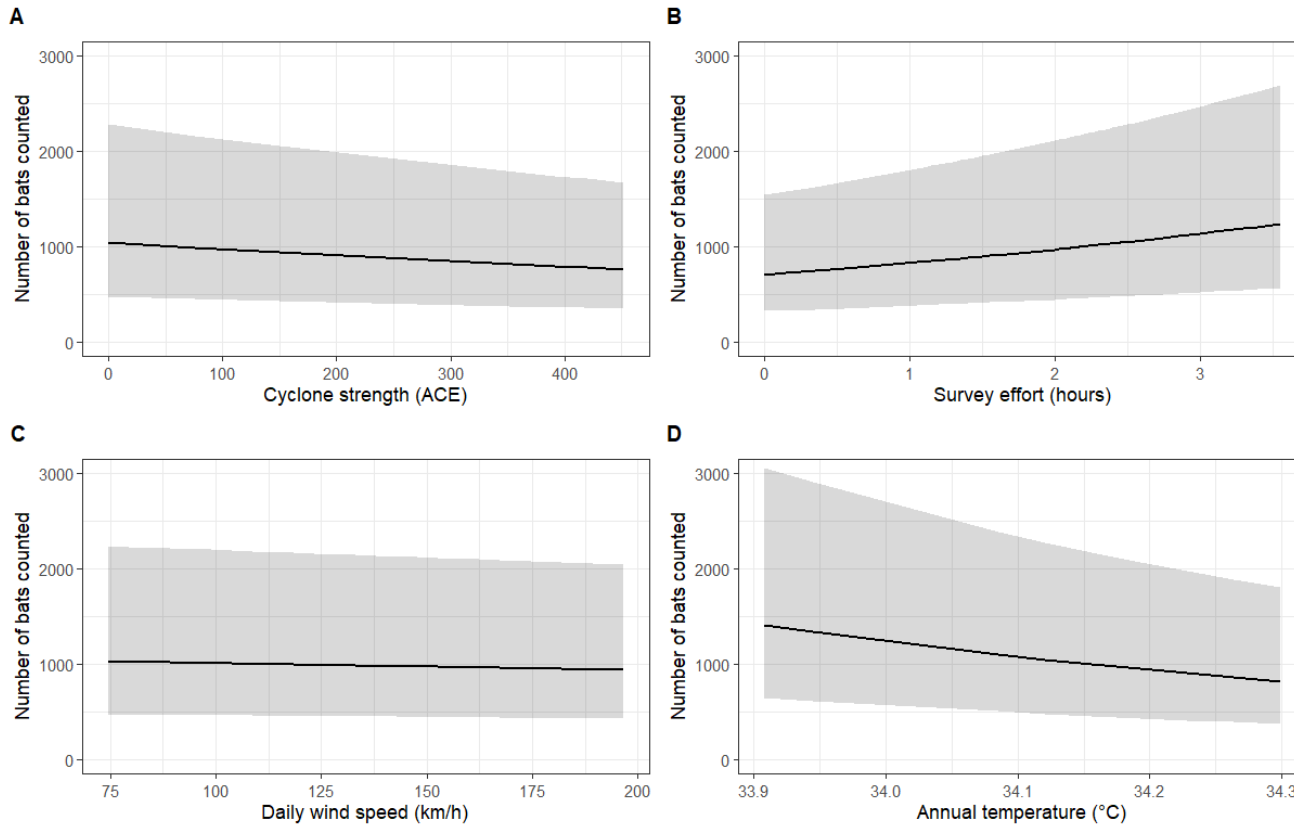 A
Number of bats counted
3000
2000
1000
0
0 100 200 300 400
Cyclone strength (ACE)
B
Number of bats counted
3000
2000
1000
0
0 1 2 3
Survey effort (hours)
C
Number of bats counted
3000
2000
1000
0
75 100 125 150 175 200
Daily wind speed (km/h)
D
Number of bats counted
3000
2000
1000
0
33.9 34.0 34.1 34.2 34.3
Annual temperature (°C)